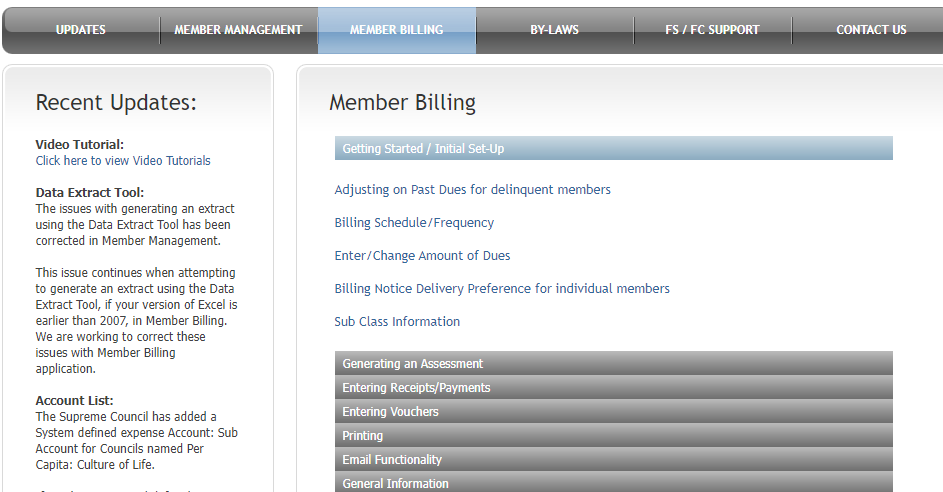 UPDATES
MEMBER MANAGEMENT
MEMBER BILLING
BY-LAWS
FS / FC SUPPORT
CONTACT US
Recent Updates:
Video Tutorial:
Click here to view Video Tutorials
Data Extract Tool:
The issues with generating an extract
using the Data Extract Tool has been
corrected in Member Management.
This issue continues when attempting
to generate an extract using the Data
Extract Tool, if your version of Excel is
earlier than 2007, in Member Billing.
We are working to correct these
issues with Member Billing
application.
Account List:
The Supreme Council has added a
System defined expense Account: Sub
Account for Councils named Per
Capita: Culture of Life.
Member Billing
Getting Started / Initial Set-Up
Adjusting on Past Dues for delinquent members
Billing Schedule/Frequency
Enter/Change Amount of Dues
Billing Notice Delivery Preference for individual members
Sub Class Information
Generating an Assessment
Entering Receipts/Payments
Entering Vouchers
Printing
Email Functionality
General Information